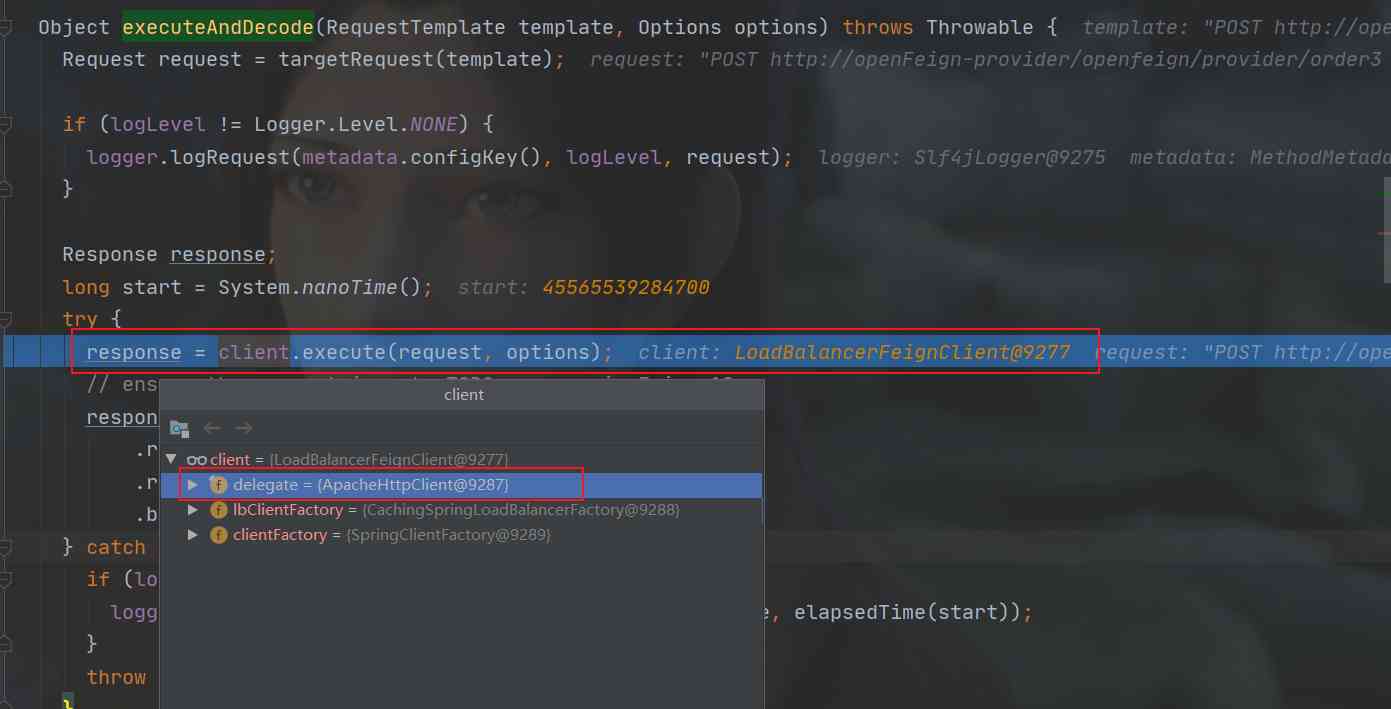 Object executeAndDecode(RequestTemplate template, Options options) throws Throwable {  template: "POST http://ope
Request request = targetRequest(template);  request: "POST http://openFeign-provider/openfeign/provider/order3
if (logLevel != Logger.Level.NONE) {
logger.logRequest(metadata.configKey(), logLevel, request);  logger: Slf4jLogger@9275  metadata: MethodMetada
}
Response response;
long start = System.nanoTime();  start: 45565539284700
try {
response = client.execute(request, options);  client: LoadBalancerFeignClient@9277  request: "POST http://ope
// ens
client
respon
.r
client = {LoadBalancerFeignClient@9277}
.r
delegate = {ApacheHttpClient@9287}
.b
lbClientFactory = {CachingSpringLoadBalancerFactory@9288}
clientFactory = {SpringClientFactory@9289}
} catch
if (lo
logg e, elapsedTime(start));
}
throw
}